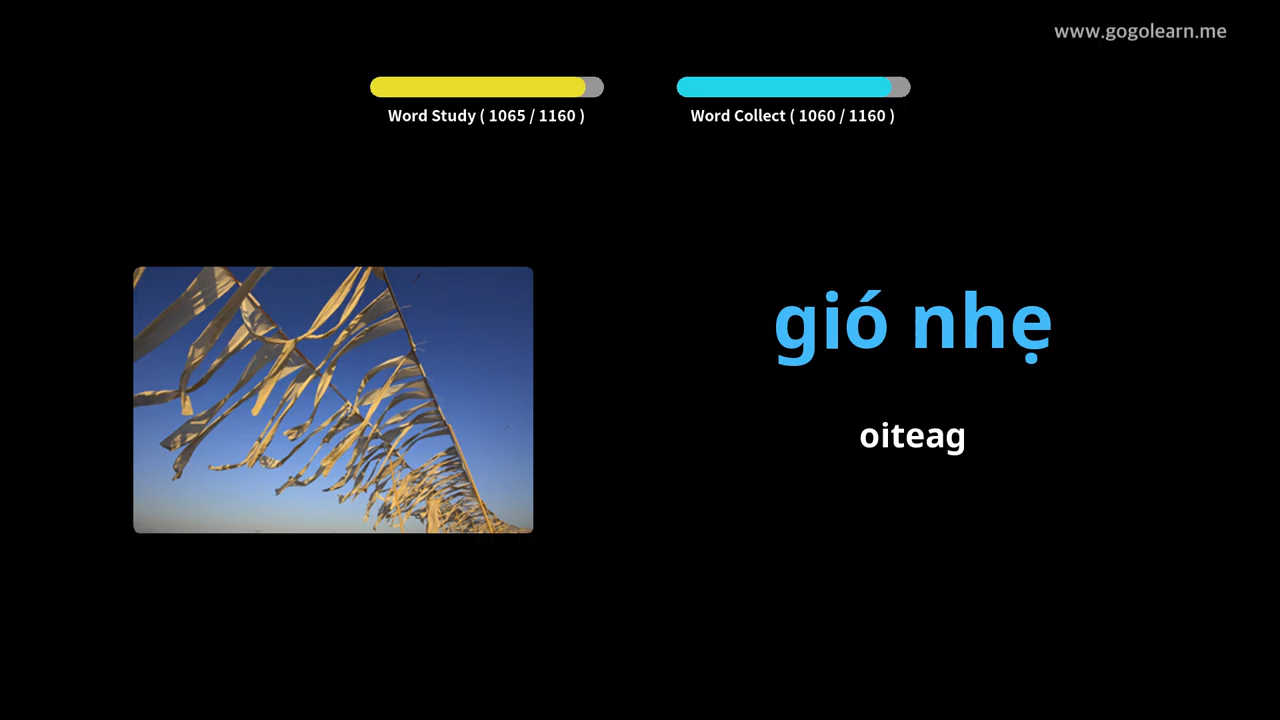 www.gogolearn.me
Word Study ( 1065 / 1160 )
Word Collect ( 1060 / 1160 )
gió nhẹ
oiteag